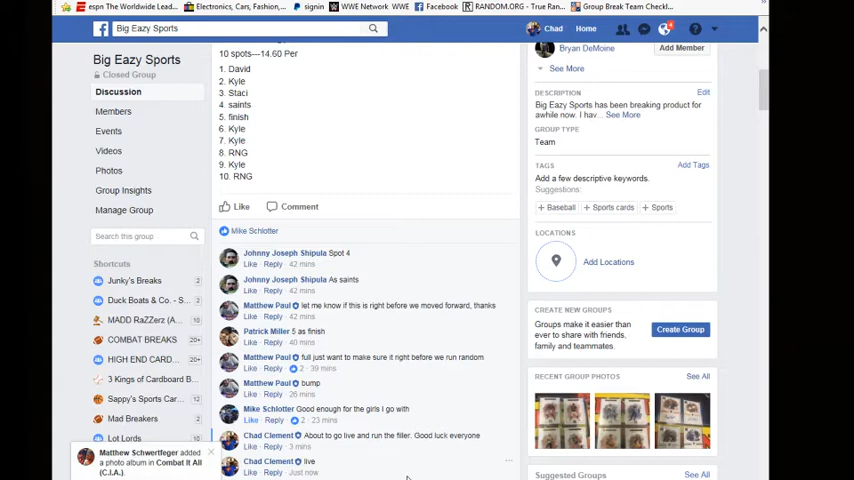 espn The Worldwide Lead...
Electronics, Cars, Fashion,...
signin
WWE Network WWE
Facebook
RANDOM.ORG - True Ran...
Group Break Team Checkl...
Big Eazy Sports
Chad
Home
4
Big Eazy Sports
Closed Group
Discussion
Members
Events
Videos
Photos
Group Insights
Manage Group
Search this group
Shortcuts
Junky's Breaks 2
Duck Boats & Co. - S... 2
MADD RaZZerz (A... 10
COMBAT BREAKS 20+
HIGH END CARD... 20+
3 Kings of Cardboard B...
Sappy's Sports Car...
Mad Breakers 2
Lot Lords
Matthew Schwertfeger added
a photo album in Combat It All
(C.I.A.).
10 spots---14.60 Per
1. David
2. Kyle
3. Staci
4. saints
5. finish
6. Kyle
7. Kyle
8. RNG
9. Kyle
10. RNG
Like Comment
Mike Schlotter
Johnny Joseph Shipula Spot 4
Like · Reply · 42 mins
Johnny Joseph Shipula As saints
Like · Reply · 42 mins
Matthew Paul let me know if this is right before we moved forward, thanks
Like · Reply · 42 mins
Patrick Miller 5 as finish
Like · Reply · 40 mins
Matthew Paul full just want to make sure it right before we run random
Like · Reply · 2 · 39 mins
Matthew Paul bump
Like · Reply · 26 mins
Mike Schlotter Good enough for the girls I go with
Like · Reply · 2 · 23 mins
Chad Clement About to go live and run the filler. Good luck everyone
Like · Reply · 3 mins
Chad Clement live
Like · Reply · Just now
Bryan DeMoine
Add Member
See More
DESCRIPTION Edit
Big Eazy Sports has been breaking product for
awhile now. I hav... See More
GROUP TYPE
Team
TAGS Add Tags
Add a few descriptive keywords.
Suggestions:
+ Baseball + Sports cards + Sports
LOCATIONS
Add Locations
CREATE NEW GROUPS
Groups make it easier than
ever to share with friends,
family and teammates.
Create Group
RECENT GROUP PHOTOS See All
Suggested Groups See All